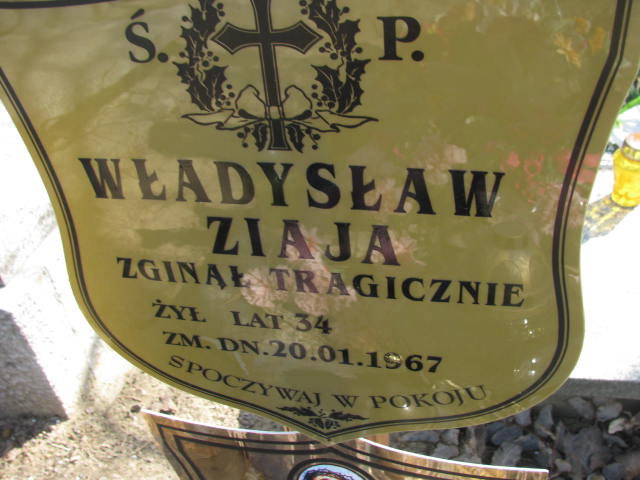 Ś. P.
WŁADYSŁAW
ZIAJA
ZGINĄŁ TRAGICZNIE
ŻYŁ LAT 34
ZM. DN.20.01.1967
SPOCZYWAJ W POKOJU